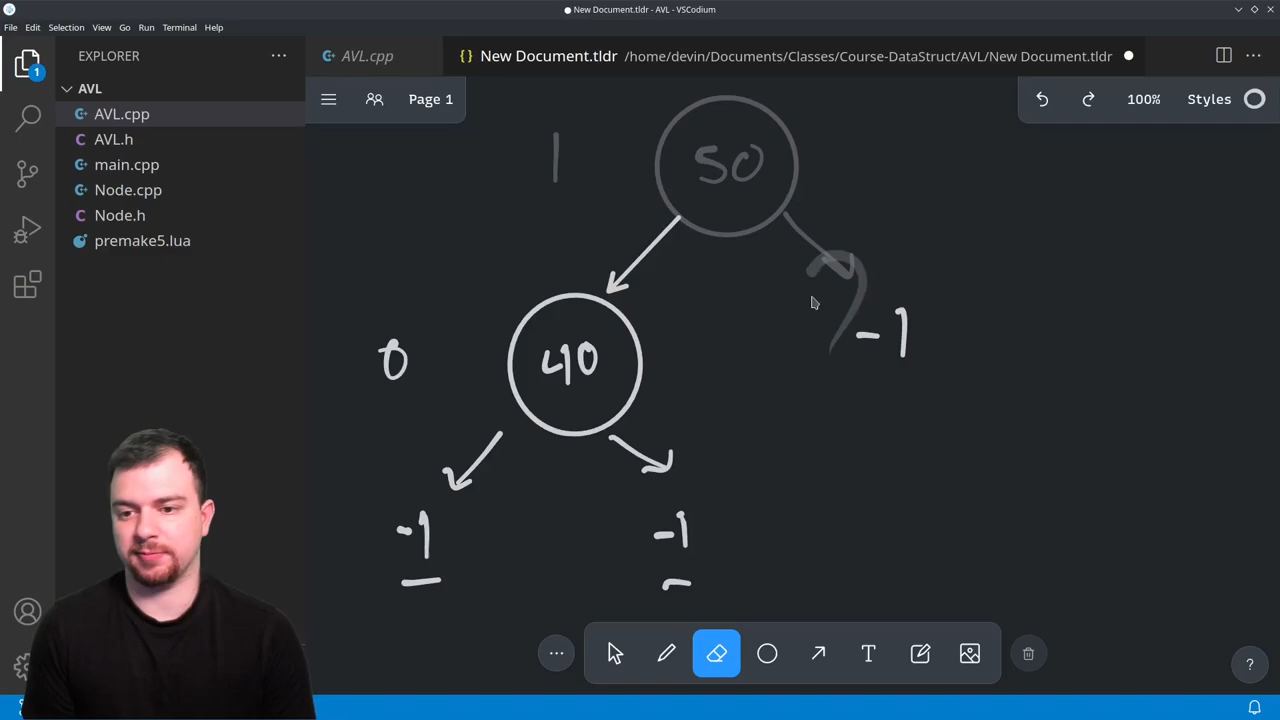 New Document.tldr - AVL - VSCodium
File Edit Selection View Go Run Terminal Help
EXPLORER
AVL.cpp
New Document.tldr /home/devin/Documents/Classes/Course-DataStruct/AVL/New Document.tldr
1
AVL
AVL.cpp
AVL.h
main.cpp
Node.cpp
Node.h
premake5.lua
Page 1
100%
Styles
1
50
0
40
-1
-1
-1
T
?